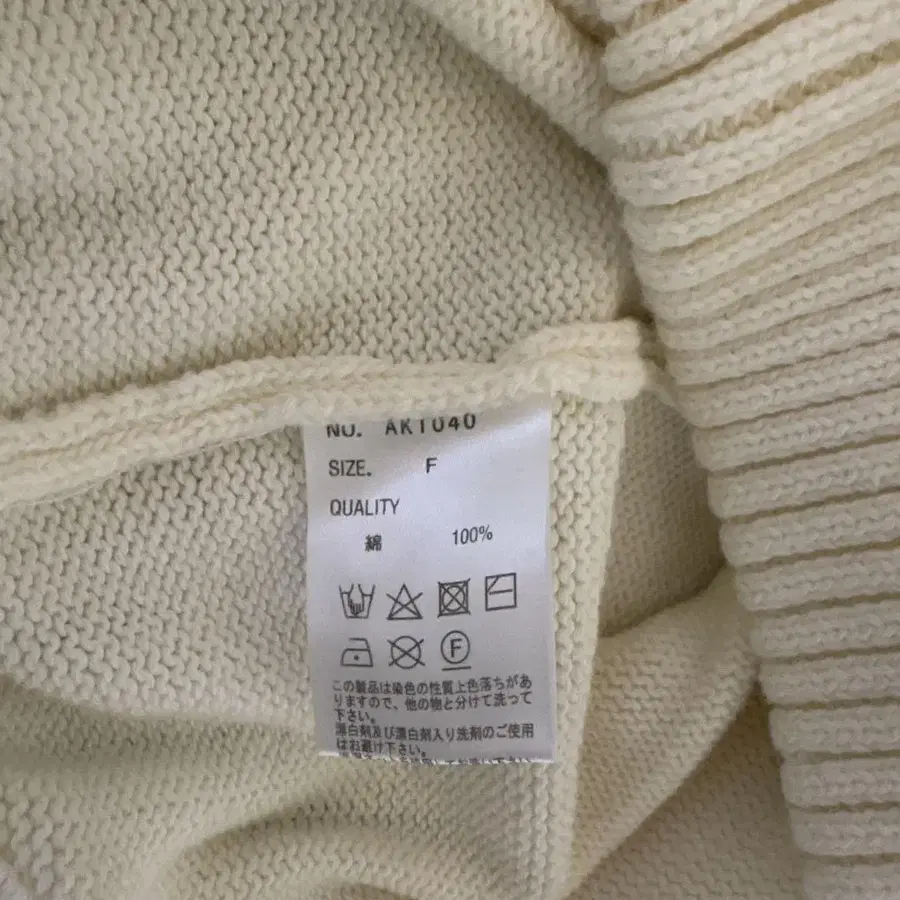 NO. AK1040
SIZE. F
QUALITY
綿 100%
F
この製品は染色の性質上色落ちがあ
りますので、他の物と分けて洗って
下さい。
漂白剤及び漂白剤入り洗剤のご使用
はお避け下さい。